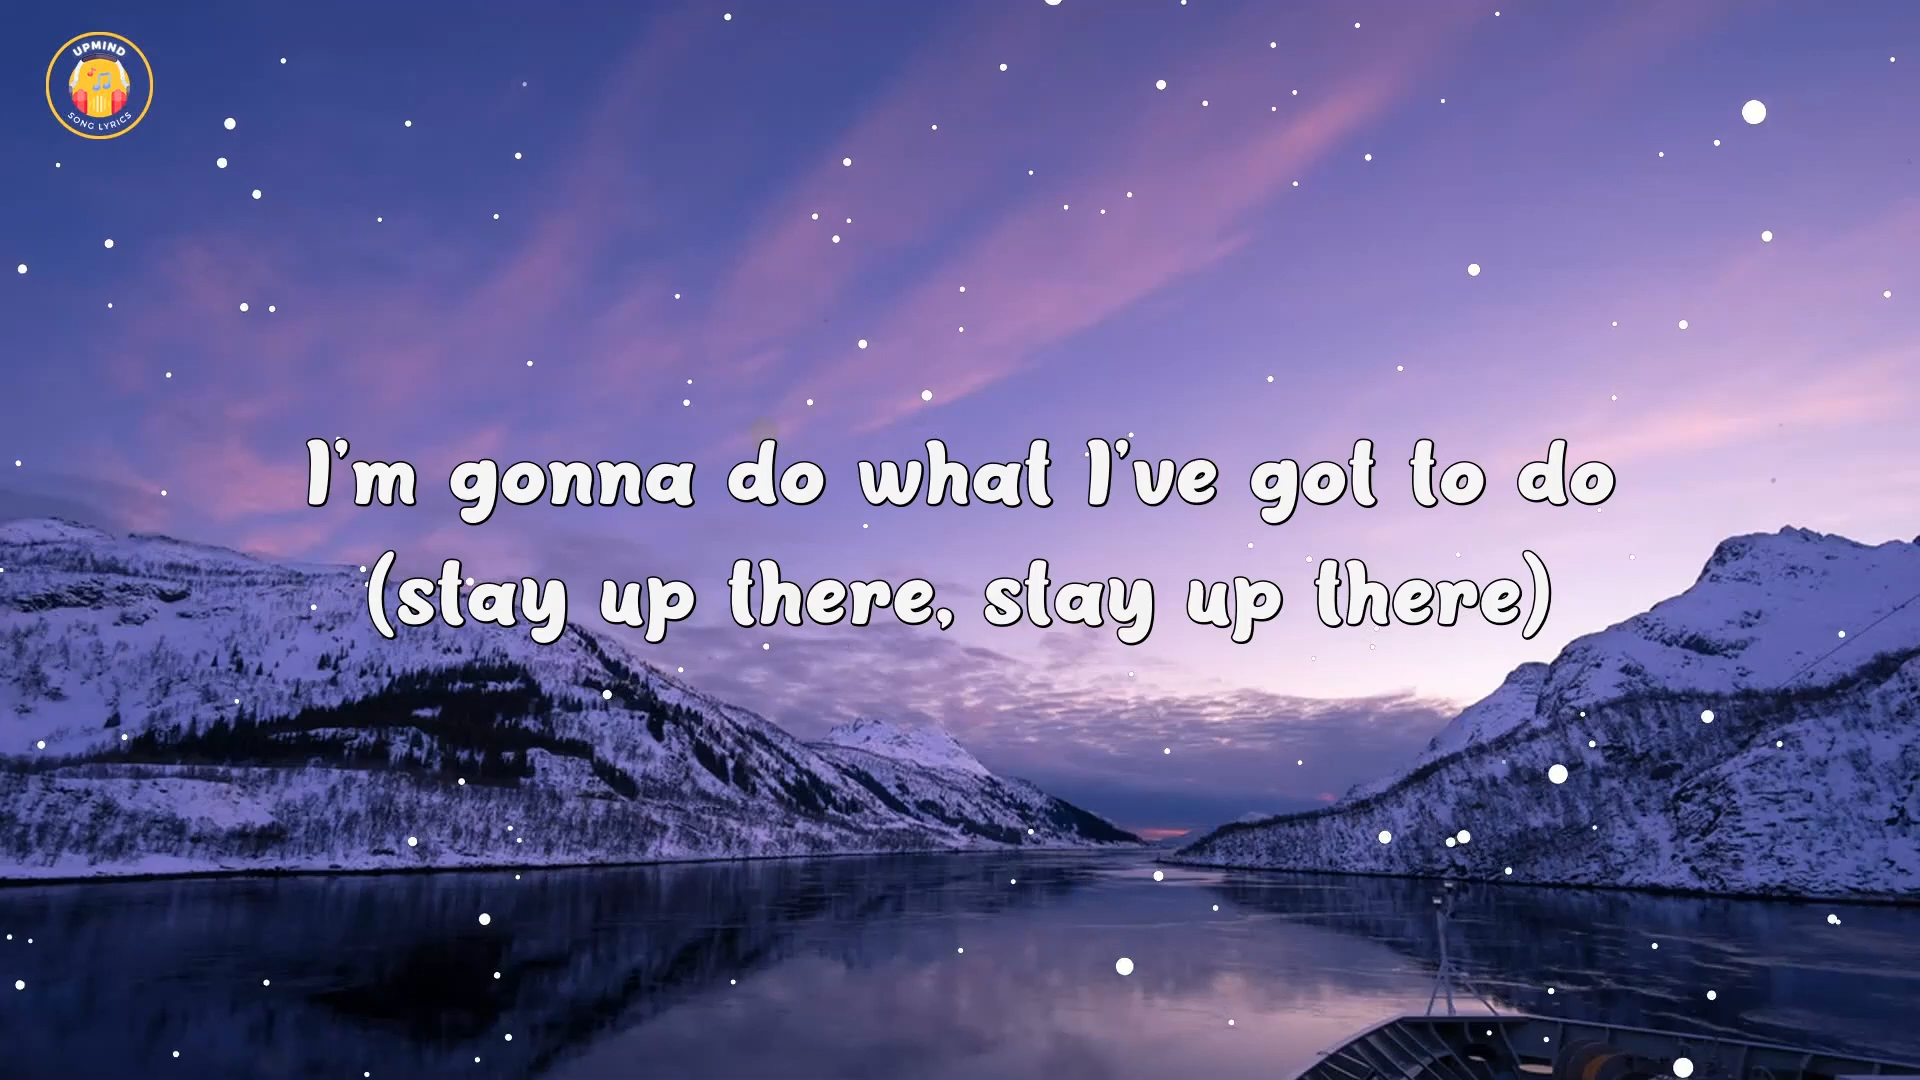 UPMIND
SONG LYRICS
I'm gonna do what I've got to do
(stay up there, stay up there)